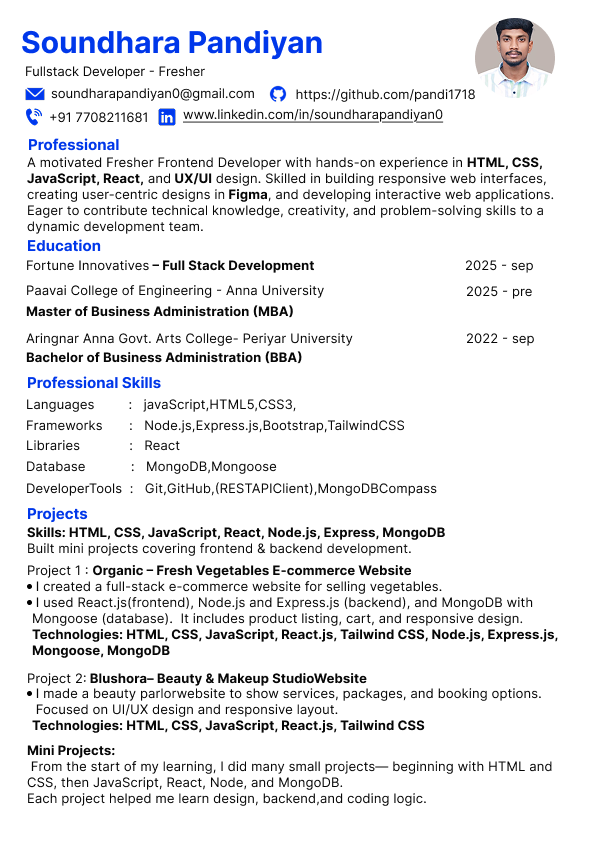 Soundhara Pandiyan
Fullstack Developer - Fresher
soundharapandiyan0@gmail.com https://github.com/pandi1718
+91 7708211681 www.linkedin.com/in/soundharapandiyan0
Professional
A motivated Fresher Frontend Developer with hands-on experience in HTML, CSS,
JavaScript, React, and UX/UI design. Skilled in building responsive web interfaces,
creating user-centric designs in Figma, and developing interactive web applications.
Eager to contribute technical knowledge, creativity, and problem-solving skills to a
dynamic development team.
Education
Fortune Innovatives – Full Stack Development 2025 - sep
Paavai College of Engineering - Anna University 2025 - pre
Master of Business Administration (MBA)
Aringnar Anna Govt. Arts College- Periyar University 2022 - sep
Bachelor of Business Administration (BBA)
Professional Skills
Languages : javaScript,HTML5,CSS3,
Frameworks : Node.js,Express.js,Bootstrap,TailwindCSS
Libraries : React
Database : MongoDB,Mongoose
DeveloperTools : Git,GitHub,(RESTAPIClient),MongoDBCompass
Projects
Skills: HTML, CSS, JavaScript, React, Node.js, Express, MongoDB
Built mini projects covering frontend & backend development.
Project 1 : Organic – Fresh Vegetables E-commerce Website
• I created a full-stack e-commerce website for selling vegetables.
• I used React.js(frontend), Node.js and Express.js (backend), and MongoDB with
Mongoose (database). It includes product listing, cart, and responsive design.
Technologies: HTML, CSS, JavaScript, React.js, Tailwind CSS, Node.js, Express.js,
Mongoose, MongoDB
Project 2: Blushora– Beauty & Makeup StudioWebsite
• I made a beauty parlorwebsite to show services, packages, and booking options.
Focused on UI/UX design and responsive layout.
Technologies: HTML, CSS, JavaScript, React.js, Tailwind CSS
Mini Projects:
From the start of my learning, I did many small projects— beginning with HTML and
CSS, then JavaScript, React, Node, and MongoDB.
Each project helped me learn design, backend,and coding logic.